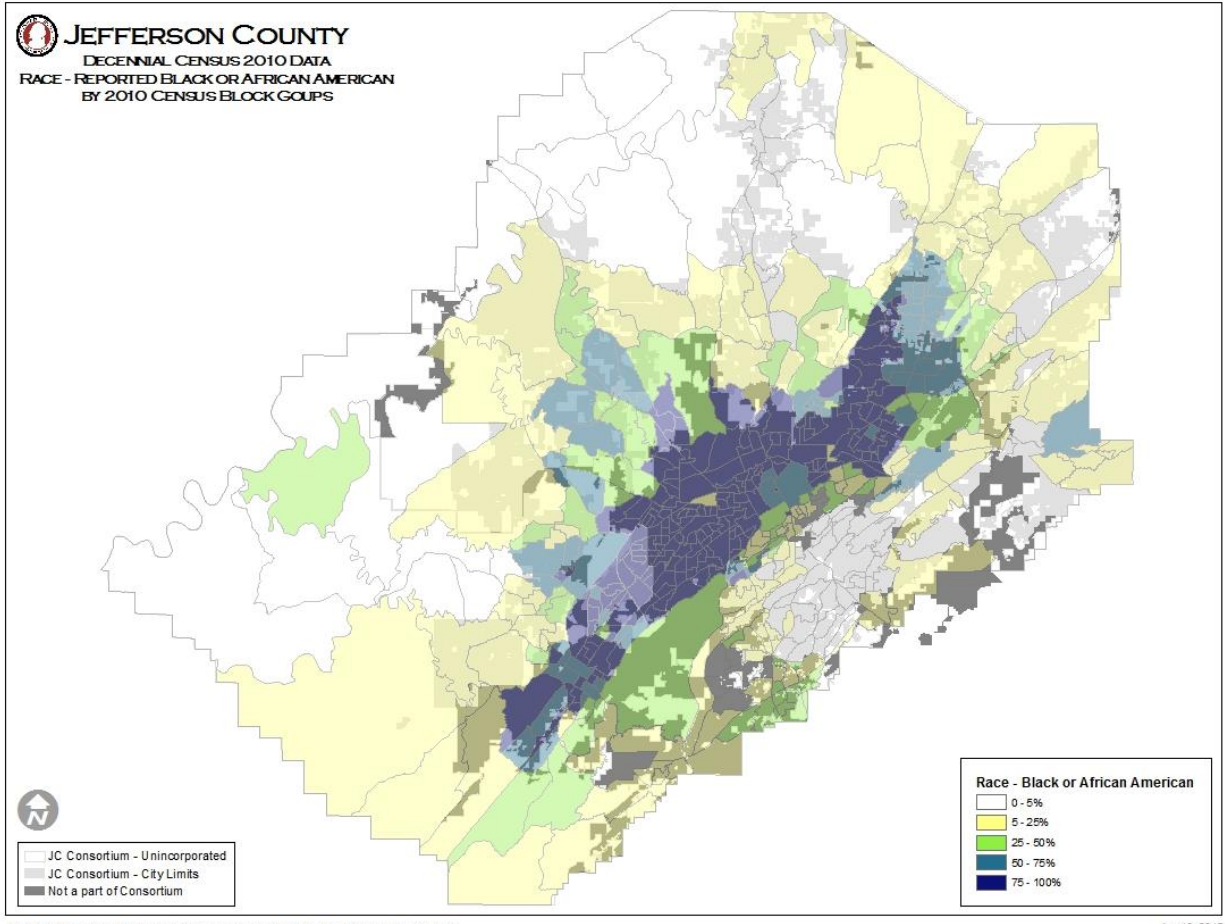 JEFFERSON COUNTY
DECENNIAL CENSUS 2010 DATA
RACE - REPORTED BLACK OR AFRICAN AMERICAN
BY 2010 CENSUS BLOCK GOUPS
N
JC Consortium - Unincorporated
JC Consortium - City Limits
Not a part of Consortium
Race - Black or African American
0 - 5%
5 - 25%
25 - 50%
50 - 75%
75 - 100%